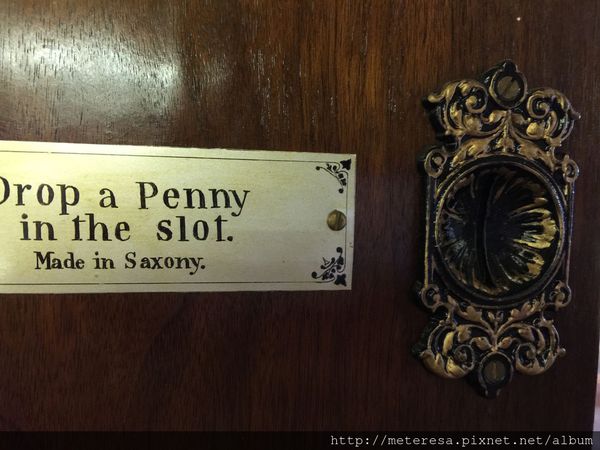 Drop a Penny
in the slot.
Made in Saxony.
http://meteresa.pixnet.net/album